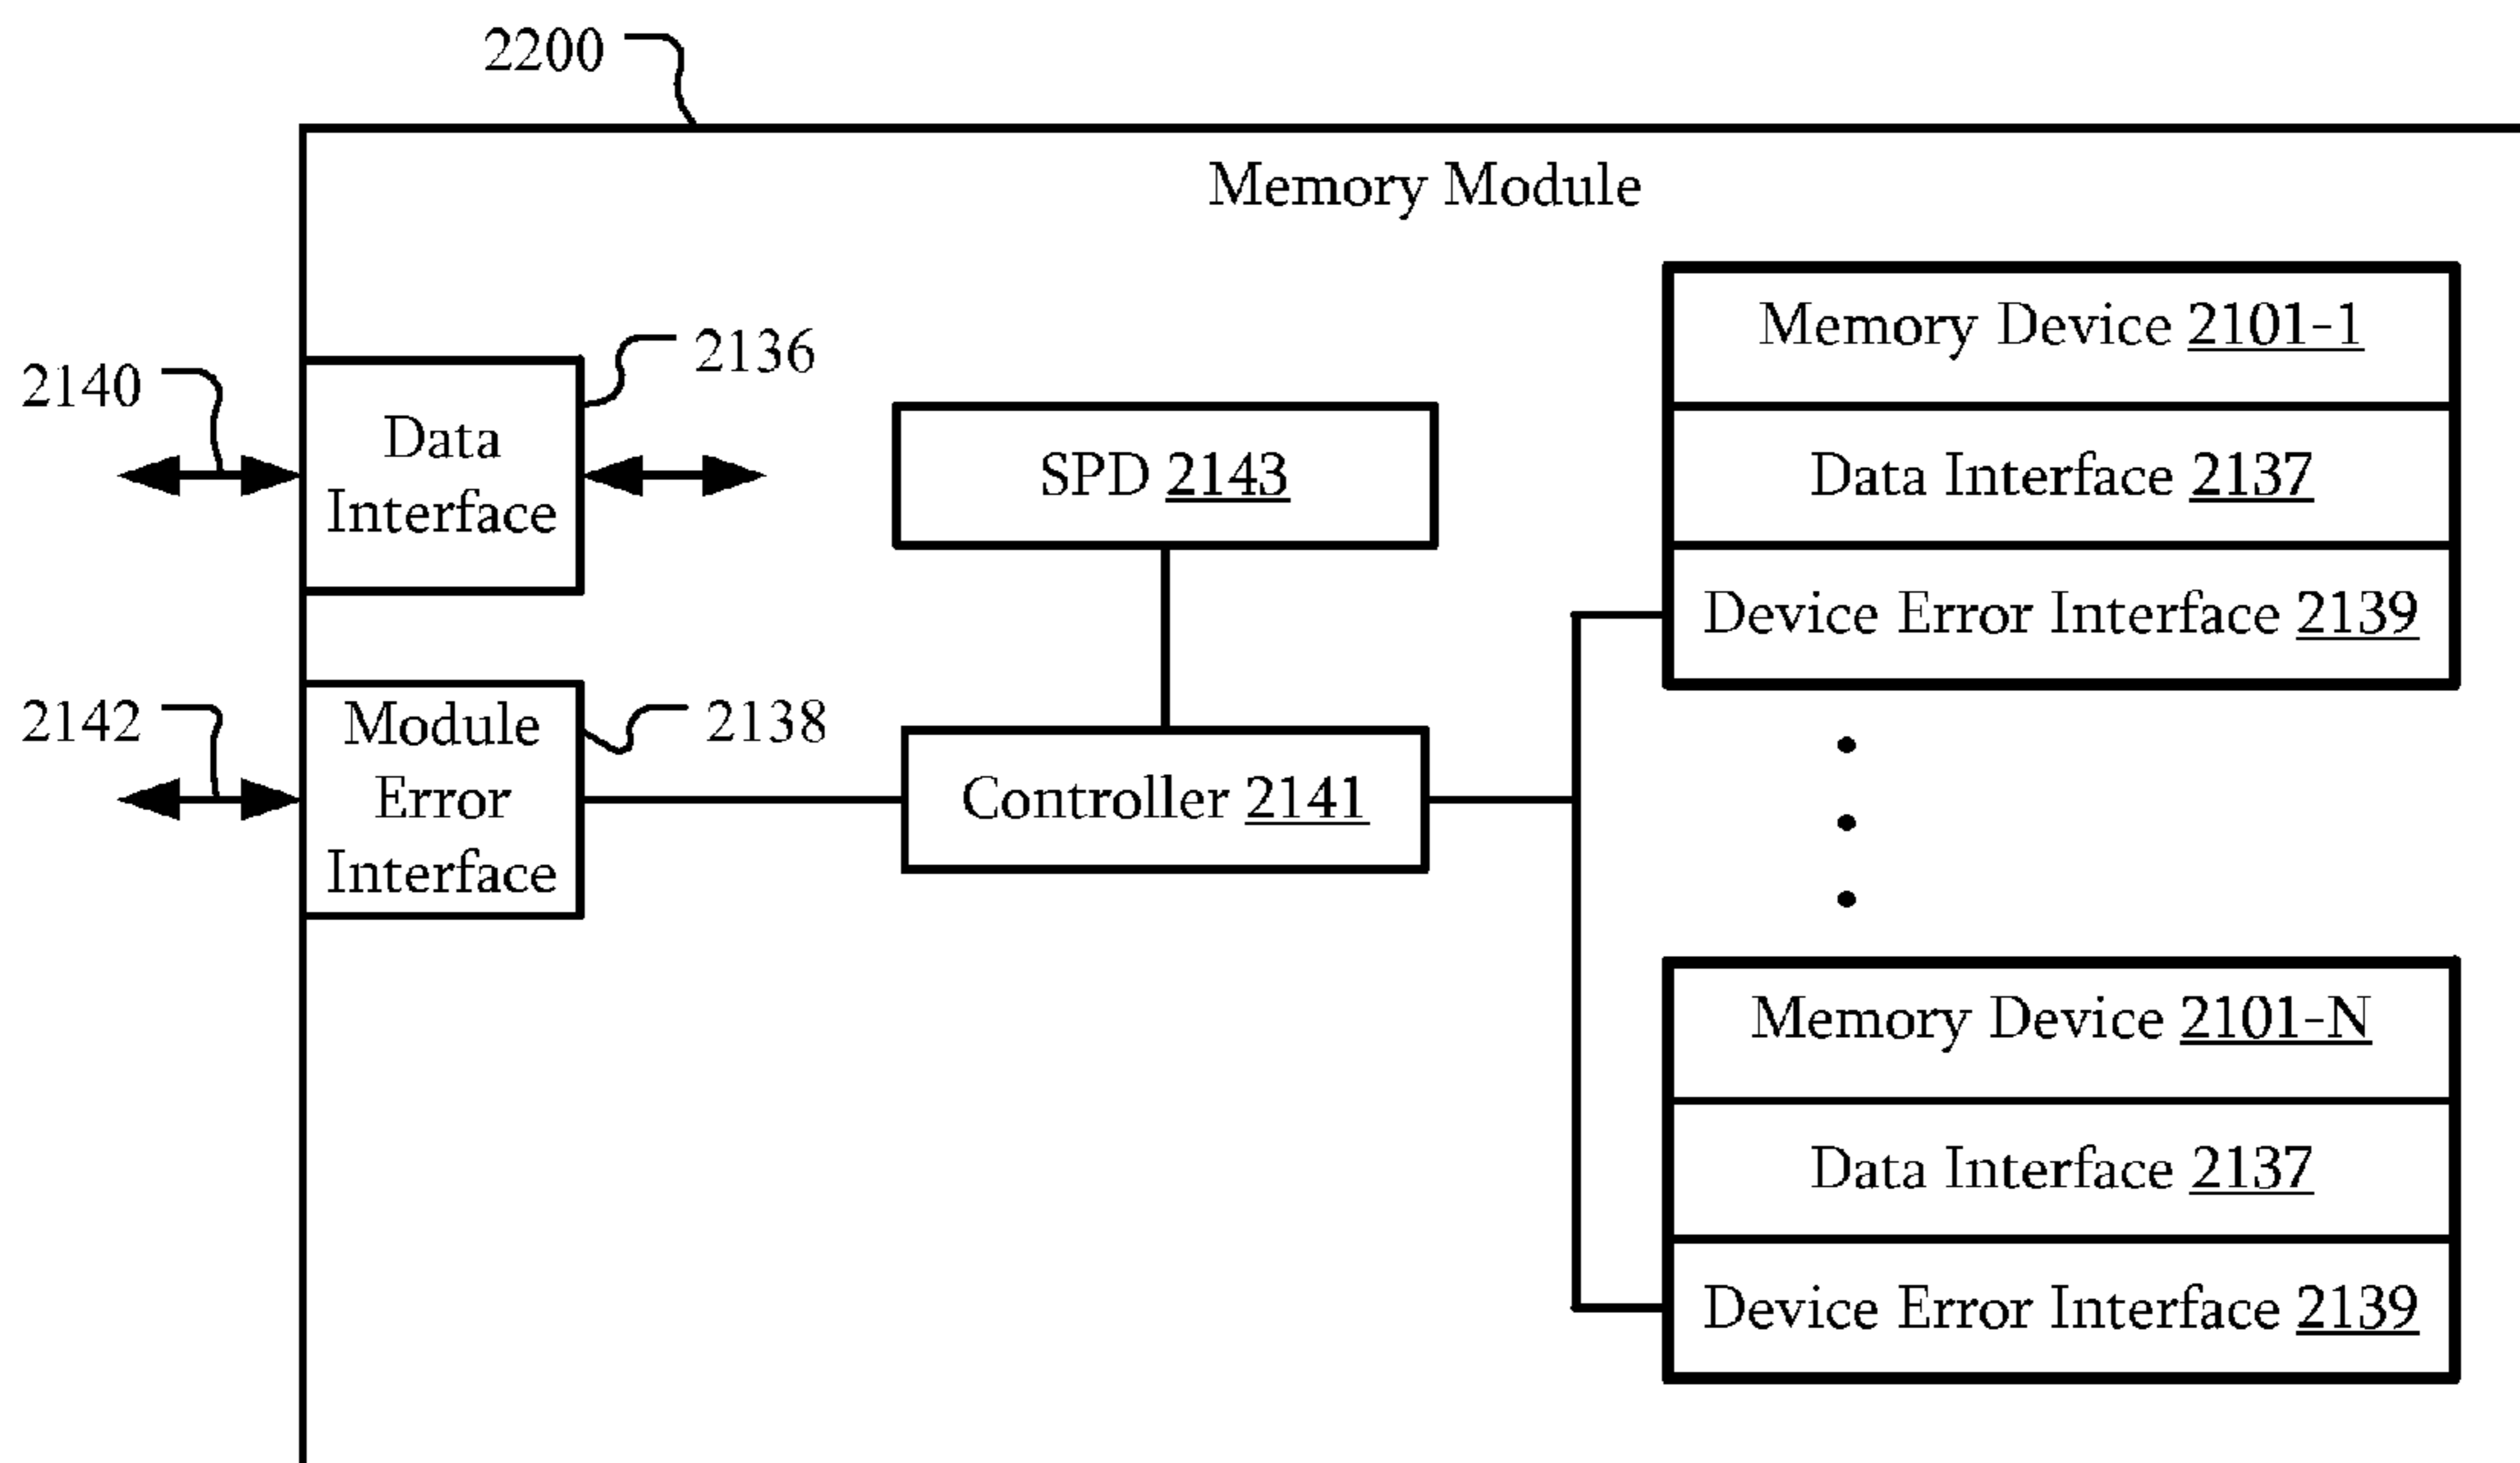 2200
Memory Module
Memory Device 2101-1
2136
2140
Data
Interface
SPD 2143
Data Interface 2137
Device Error Interface 2139
2142
Module
Error
Interface
2138
Controller 2141
Memory Device 2101-N
Data Interface 2137
Device Error Interface 2139